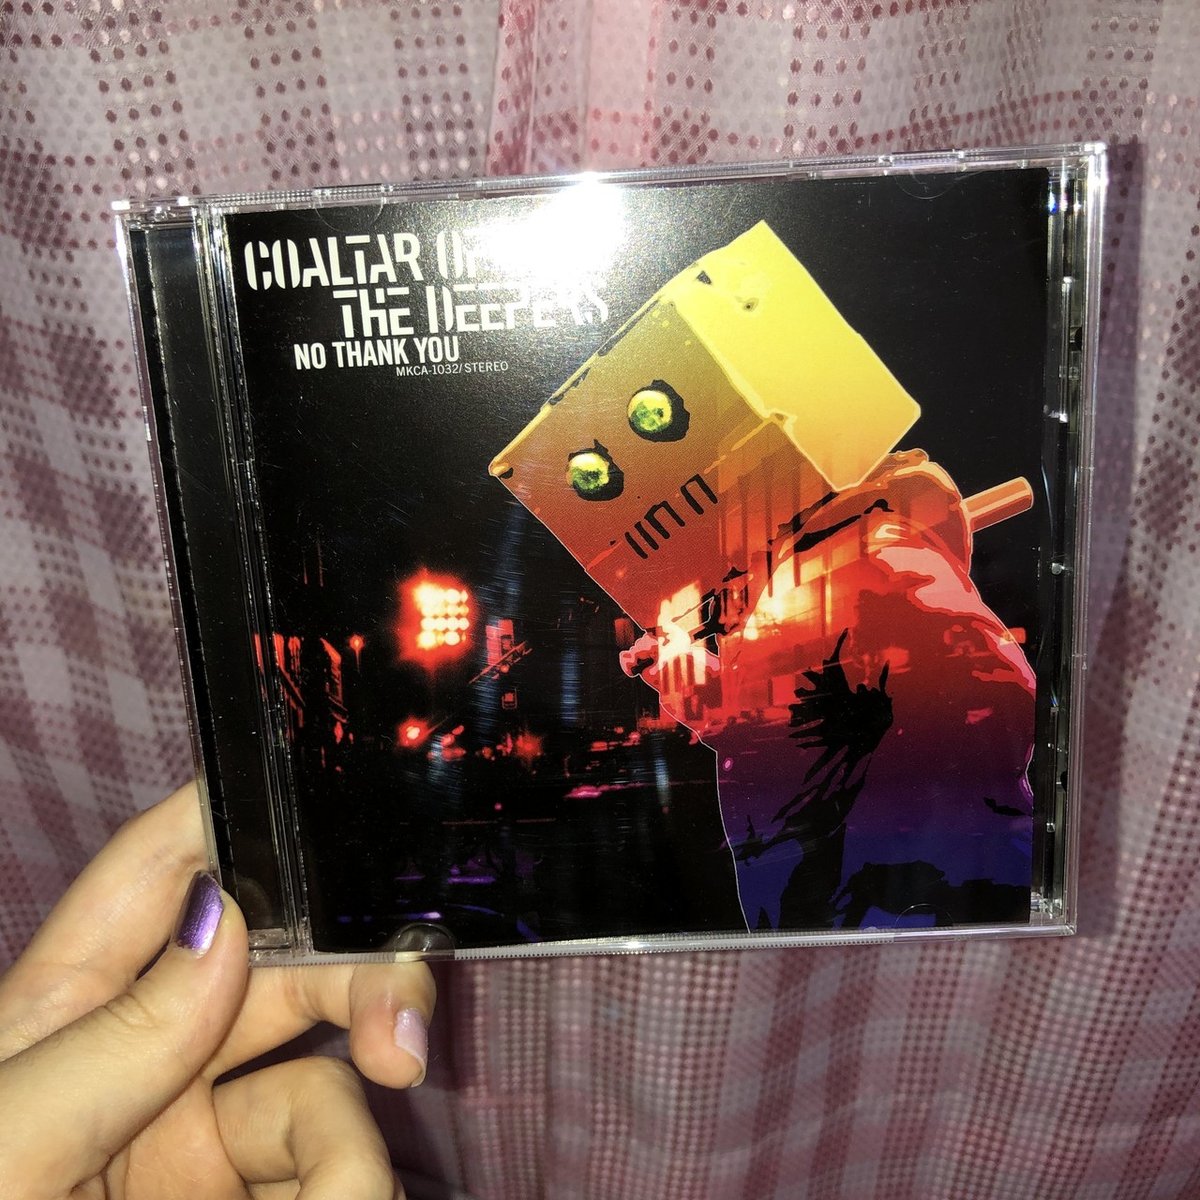 COALTAR OF
THE DEEPERS
NO THANK YOU
MKCA-1032/STEREO